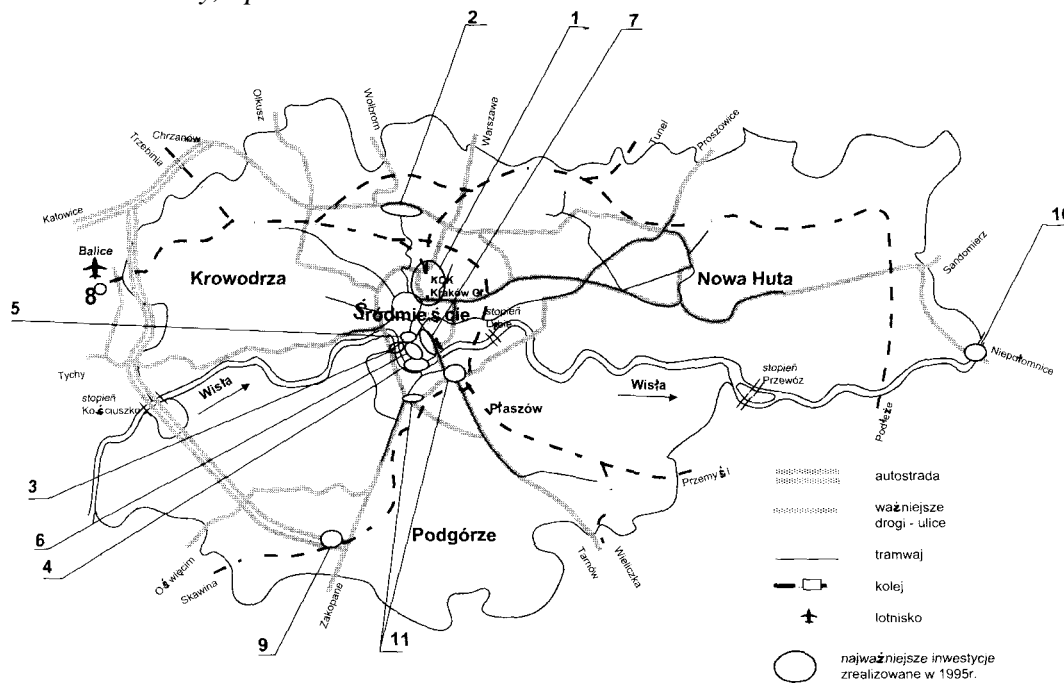 2
1
7
Olkusz
Wolbrom
Warszawa
Tunel
Proszowice
Chrzanów
Trzebinia
Katowice
Balice
8
Krowodrza
KCK
Kraków Gł.
Nowa Huta
Sandomierz
10
5
Śródmieście
stopień
Dąbie
Niepołomnice
Tychy
stopień
Kościuszko
Wisła
Wisła
stopień
Przewóz
Płaszów
Podłęże
3
Przemyśl
autostrada
ważniejsze
drogi - ulice
6
Podgórze
tramwaj
4
Oświęcim
Skawina
Zakopane
Tarnów
Wieliczka
kolej
lotnisko
9
11
najważniejsze inwestycje
zrealizowane w 1995r.